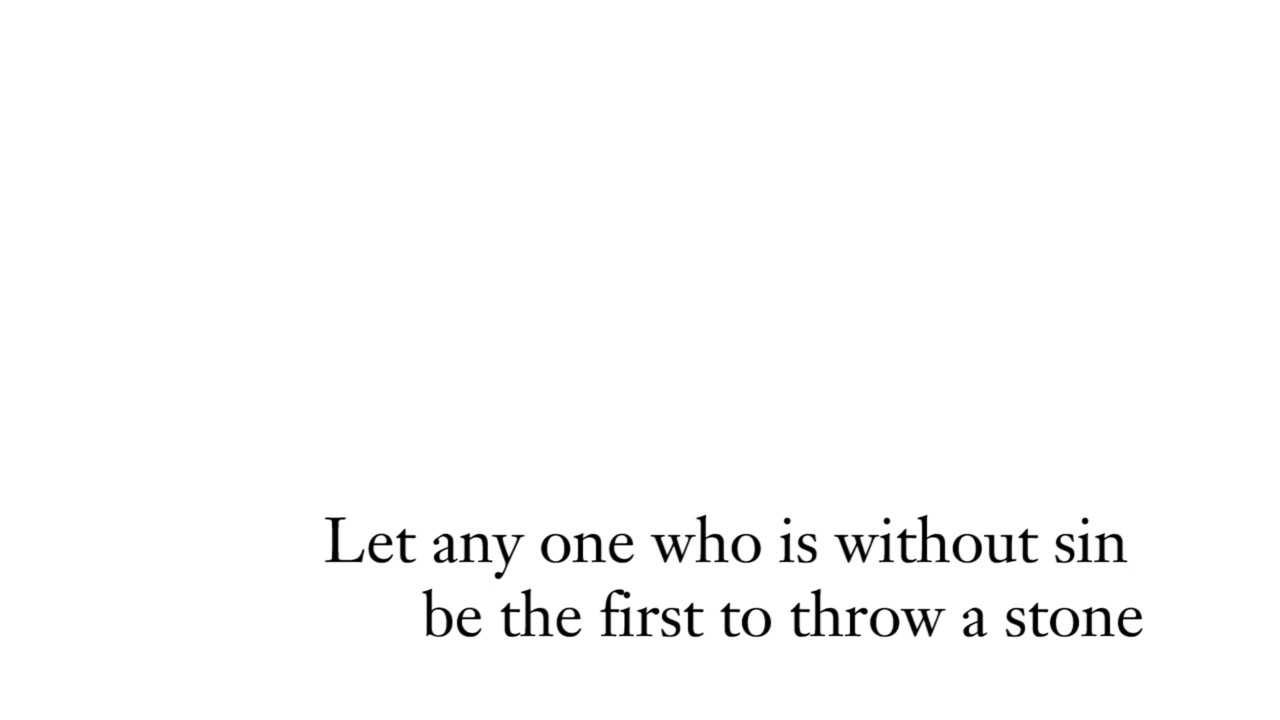 Let any one who is without sin
be the first to throw a stone